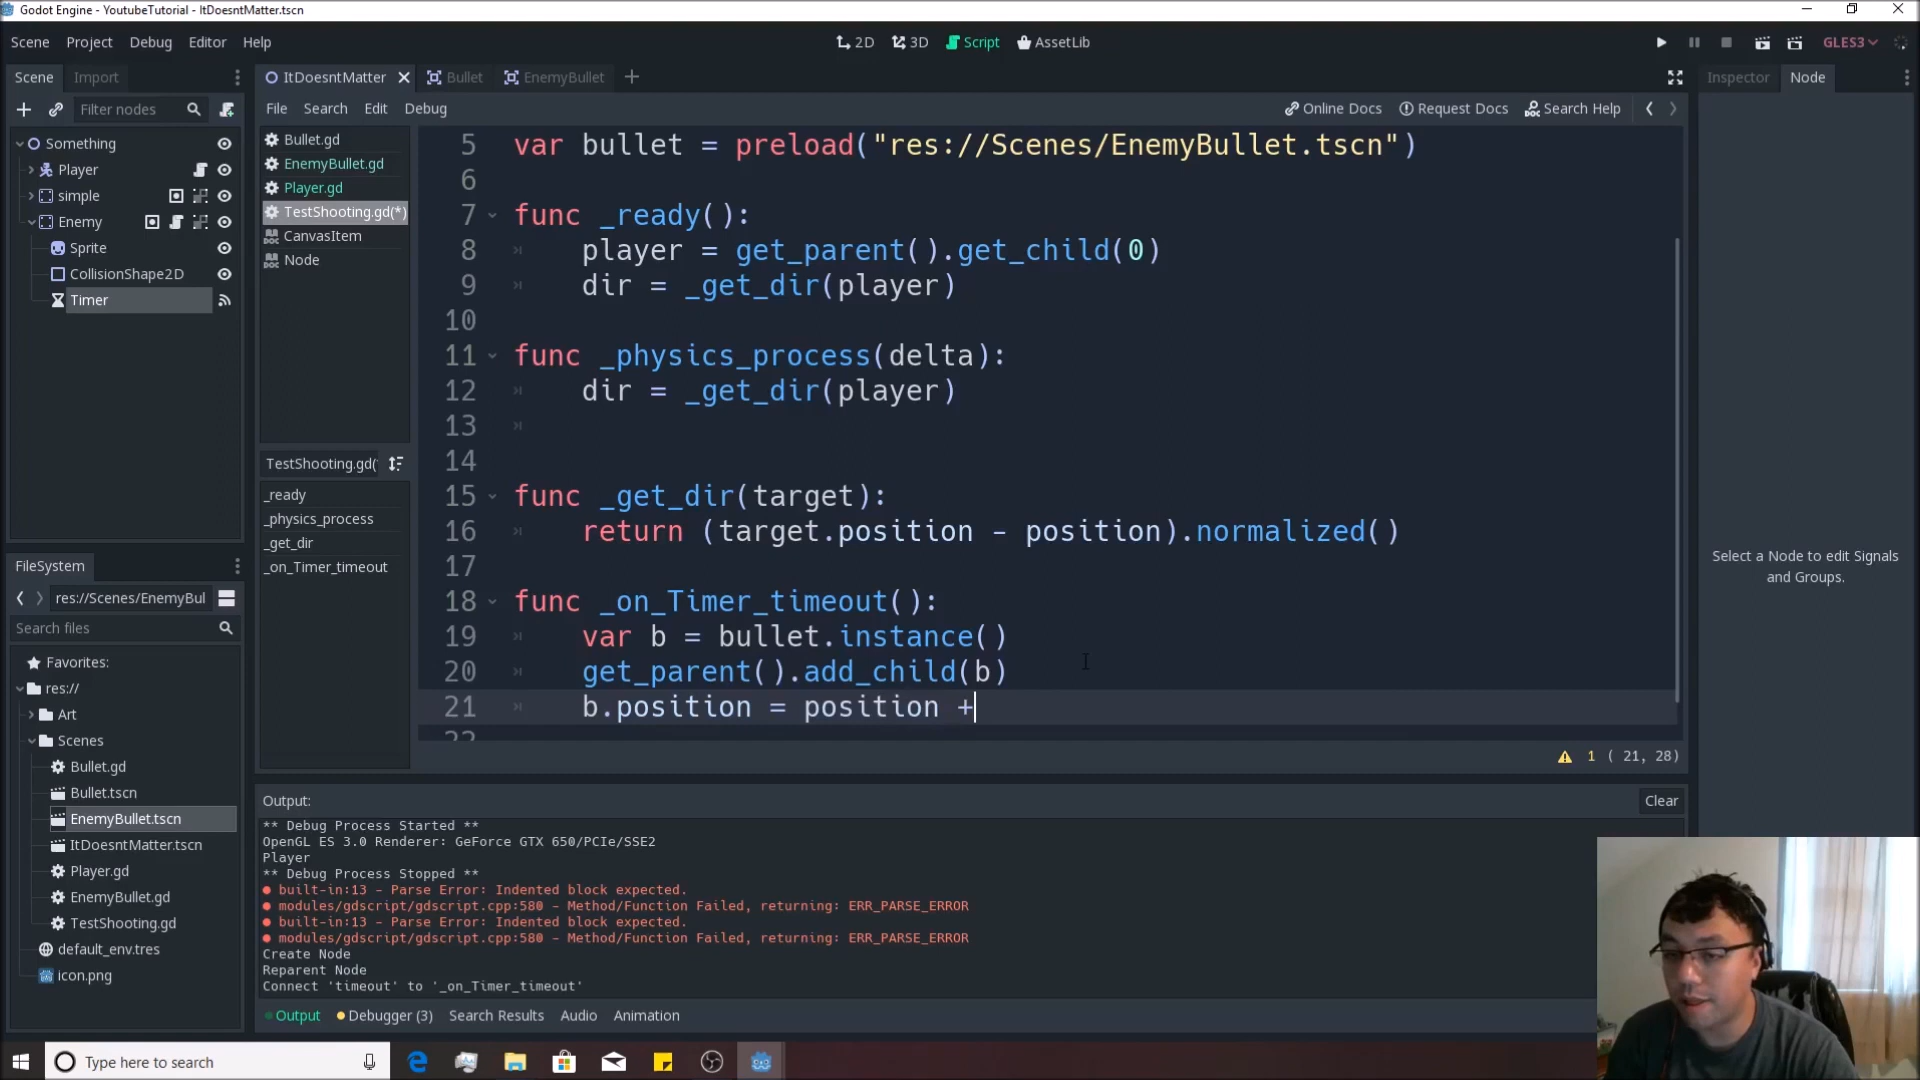 Godot Engine - YoutubeTutorial - ItDoesntMatter.tscn
Scene Project Debug Editor Help
2D 3D Script AssetLib
GLES3
Scene Import
ItDoesntMatter Bullet EnemyBullet
Inspector Node
Filter nodes
File Search Edit Debug
Online Docs Request Docs Search Help
Something
Player
simple
Enemy
Sprite
CollisionShape2D
Timer
Bullet.gd
EnemyBullet.gd
Player.gd
TestShooting.gd(*)
CanvasItem
Node
TestShooting.gd(
_ready
_physics_process
_get_dir
_on_Timer_timeout
5 var bullet = preload("res://Scenes/EnemyBullet.tscn")
6
7 func _ready():
8 player = get_parent().get_child(0)
9 dir = _get_dir(player)
10
11 func _physics_process(delta):
12 dir = _get_dir(player)
13
14
15 func _get_dir(target):
16 return (target.position - position).normalized()
17
18 func _on_Timer_timeout():
19 var b = bullet.instance()
20 get_parent().add_child(b)
21 b.position = position +
22
1 ( 21, 28)
Select a Node to edit Signals
and Groups.
FileSystem
res://Scenes/EnemyBul
Search files
Favorites:
res://
Art
Scenes
Bullet.gd
Bullet.tscn
EnemyBullet.tscn
ItDoesntMatter.tscn
Player.gd
EnemyBullet.gd
TestShooting.gd
default_env.tres
icon.png
Output:
Clear
** Debug Process Started **
OpenGL ES 3.0 Renderer: GeForce GTX 650/PCIe/SSE2
Player
** Debug Process Stopped **
built-in:13 - Parse Error: Indented block expected.
modules/gdscript/gdscript.cpp:580 - Method/Function Failed, returning: ERR_PARSE_ERROR
built-in:13 - Parse Error: Indented block expected.
modules/gdscript/gdscript.cpp:580 - Method/Function Failed, returning: ERR_PARSE_ERROR
Create Node
Reparent Node
Connect 'timeout' to '_on_Timer_timeout'
Output Debugger (3) Search Results Audio Animation
Type here to search